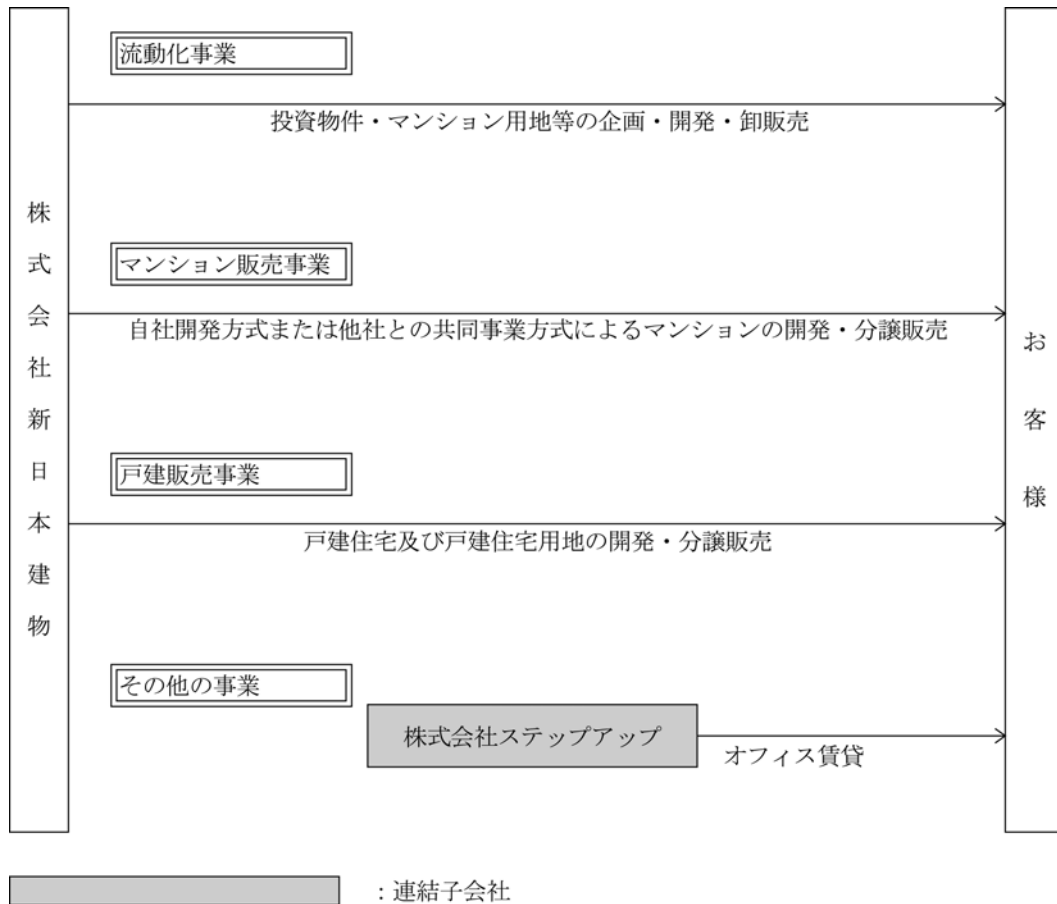 株式会社新日本建物
流動化事業
投資物件・マンション用地等の企画・開発・卸販売
マンション販売事業
自社開発方式または他社との共同事業方式によるマンションの開発・分譲販売
戸建販売事業
戸建住宅及び戸建住宅用地の開発・分譲販売
その他の事業
株式会社ステップアップ
オフィス賃貸
お客様
：連結子会社